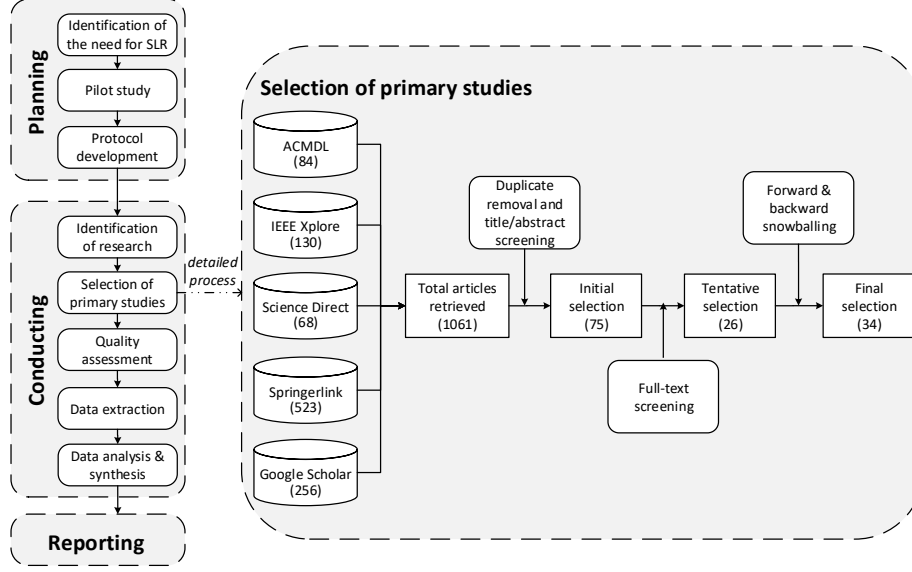 Planning
Identification of
the need for SLR
Pilot study
Protocol
development
Conducting
Identification
of research
Selection of
primary studies
Quality
assessment
Data extraction
Data analysis &
synthesis
Reporting
detailed
process
Selection of primary studies
ACMDL
(84)
IEEE Xplore
(130)
Science Direct
(68)
Springerlink
(523)
Google Scholar
(256)
Total articles
retrieved
(1061)
Duplicate
removal and
title/abstract
screening
Initial
selection
(75)
Full-text
screening
Tentative
selection
(26)
Forward &
backward
snowballing
Final
selection
(34)